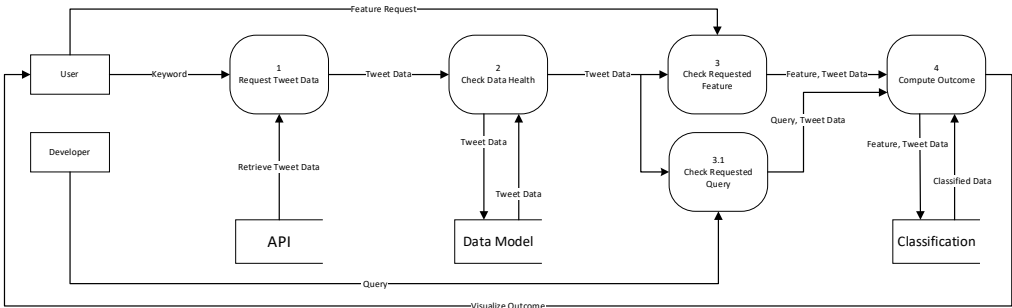 Feature Request
User
Keyword
1
Request Tweet Data
Tweet Data
2
Check Data Health
Tweet Data
3
Check Requested
Feature
Feature, Tweet Data
4
Compute Outcome
Query, Tweet Data
Developer
Retrieve Tweet Data
Tweet Data
Tweet Data
3.1
Check Requested
Query
Feature, Tweet Data
Classified Data
API
Data Model
Classification
Query
Visualize Outcome